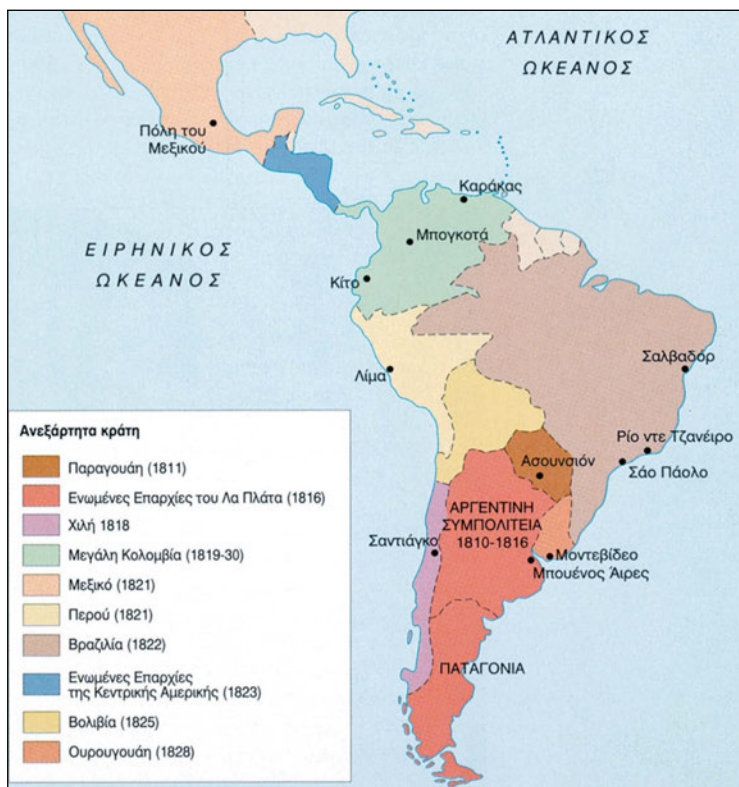 ΑΤΛΑΝΤΙΚΟΣ
ΩΚΕΑΝΟΣ
Πόλη του
Μεξικού
Καράκας
Μπογκοτά
ΕΙΡΗΝΙΚΟΣ
ΩΚΕΑΝΟΣ
Κίτο
Λίμα
Σαλβαδόρ
Ρίο ντε Τζανέιρο
Σάο Πάολο
Ασουνσιόν
ΑΡΓΕΝΤΙΝΗ
ΣΥΜΠΟΛΙΤΕΙΑ
1810-1816
Σαντιάγκο
Μοντεβίδεο
Μπουένος Άιρες
ΠΑΤΑΓΟΝΙΑ
Ανεξάρτητα κράτη
Παραγουάη (1811)
Ενωμένες Επαρχίες του Λα Πλάτα (1816)
Χιλή 1818
Μεγάλη Κολομβία (1819-30)
Μεξικό (1821)
Περού (1821)
Βραζιλία (1822)
Ενωμένες Επαρχίες
της Κεντρικής Αμερικής (1823)
Βολιβία (1825)
Ουρουγουάη (1828)